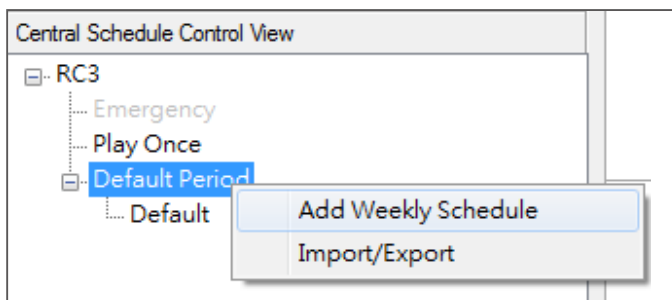 Central Schedule Control View
RC3
Emergency
Play Once
Default Period
Default
Add Weekly Schedule
Import/Export